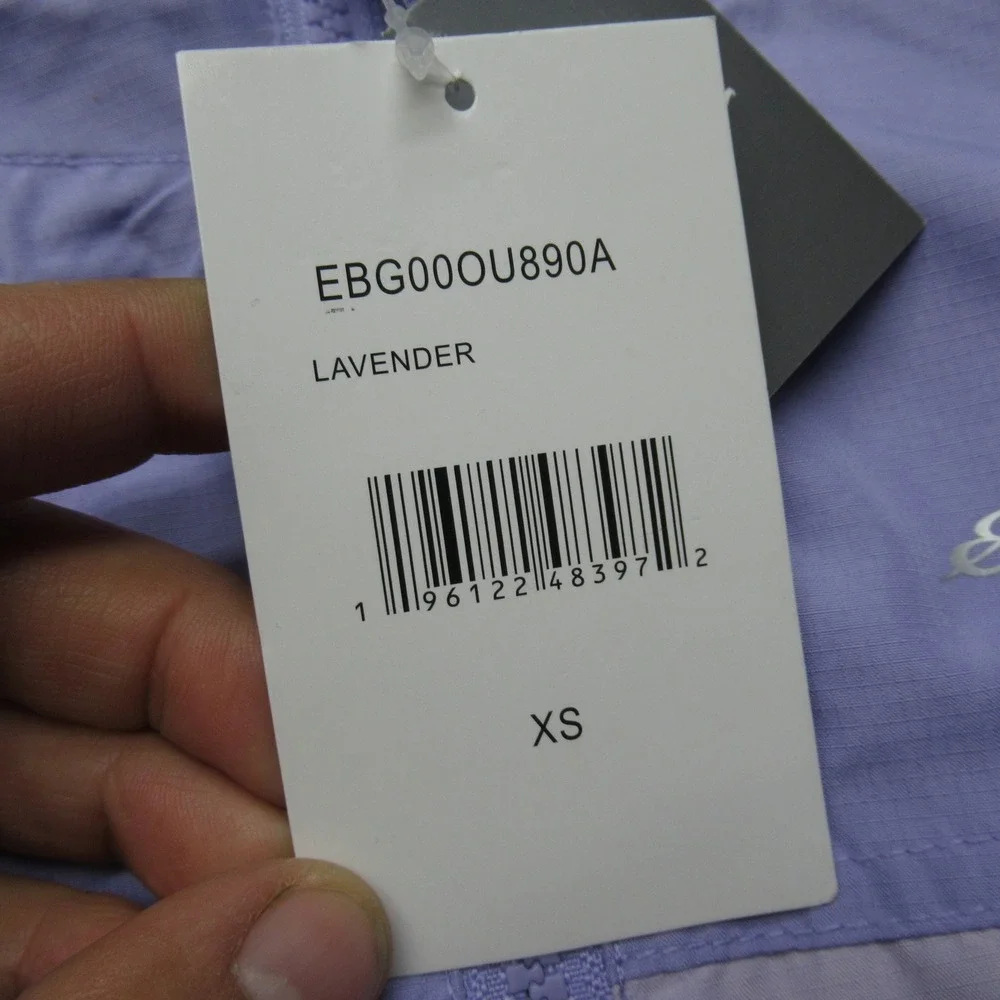 EBG00OU890A
LAVENDER
1 96122 48397 2
XS